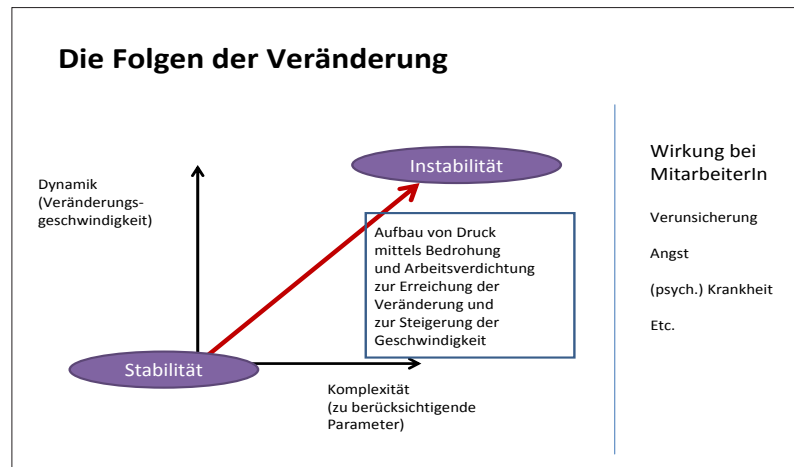 Die Folgen der Veränderung
Instabilität
Dynamik
(Veränderungs-
geschwindigkeit)
Aufbau von Druck
mittels Bedrohung
und Arbeitsverdichtung
zur Erreichung der
Veränderung und
zur Steigerung der
Geschwindigkeit
Stabilität
Komplexität
(zu berücksichtigende
Parameter)
Wirkung bei
MitarbeiterIn
Verunsicherung
Angst
(psych.) Krankheit
Etc.